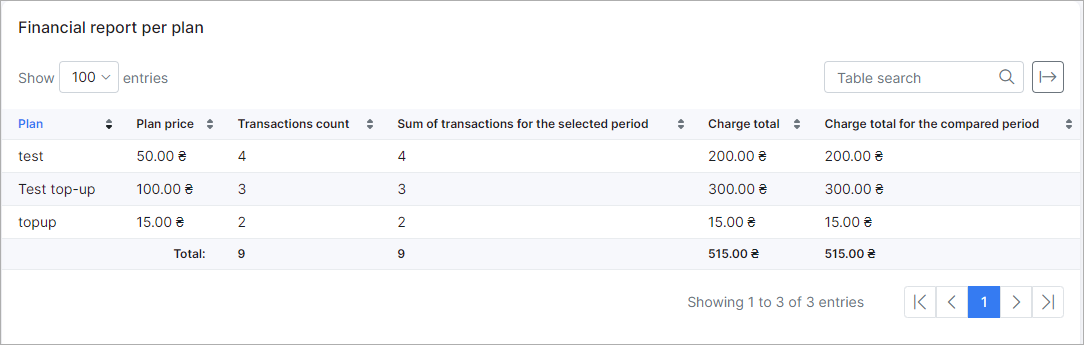 Financial report per plan
Show 100 entries Table search
Plan Plan price Transactions count Sum of transactions for the selected period Charge total Charge total for the compared period
test 50.00 ₴ 4 4 200.00 ₴ 200.00 ₴
Test top-up 100.00 ₴ 3 3 300.00 ₴ 300.00 ₴
topup 15.00 ₴ 2 2 15.00 ₴ 15.00 ₴
Total: 9 9 515.00 ₴ 515.00 ₴
Showing 1 to 3 of 3 entries 1